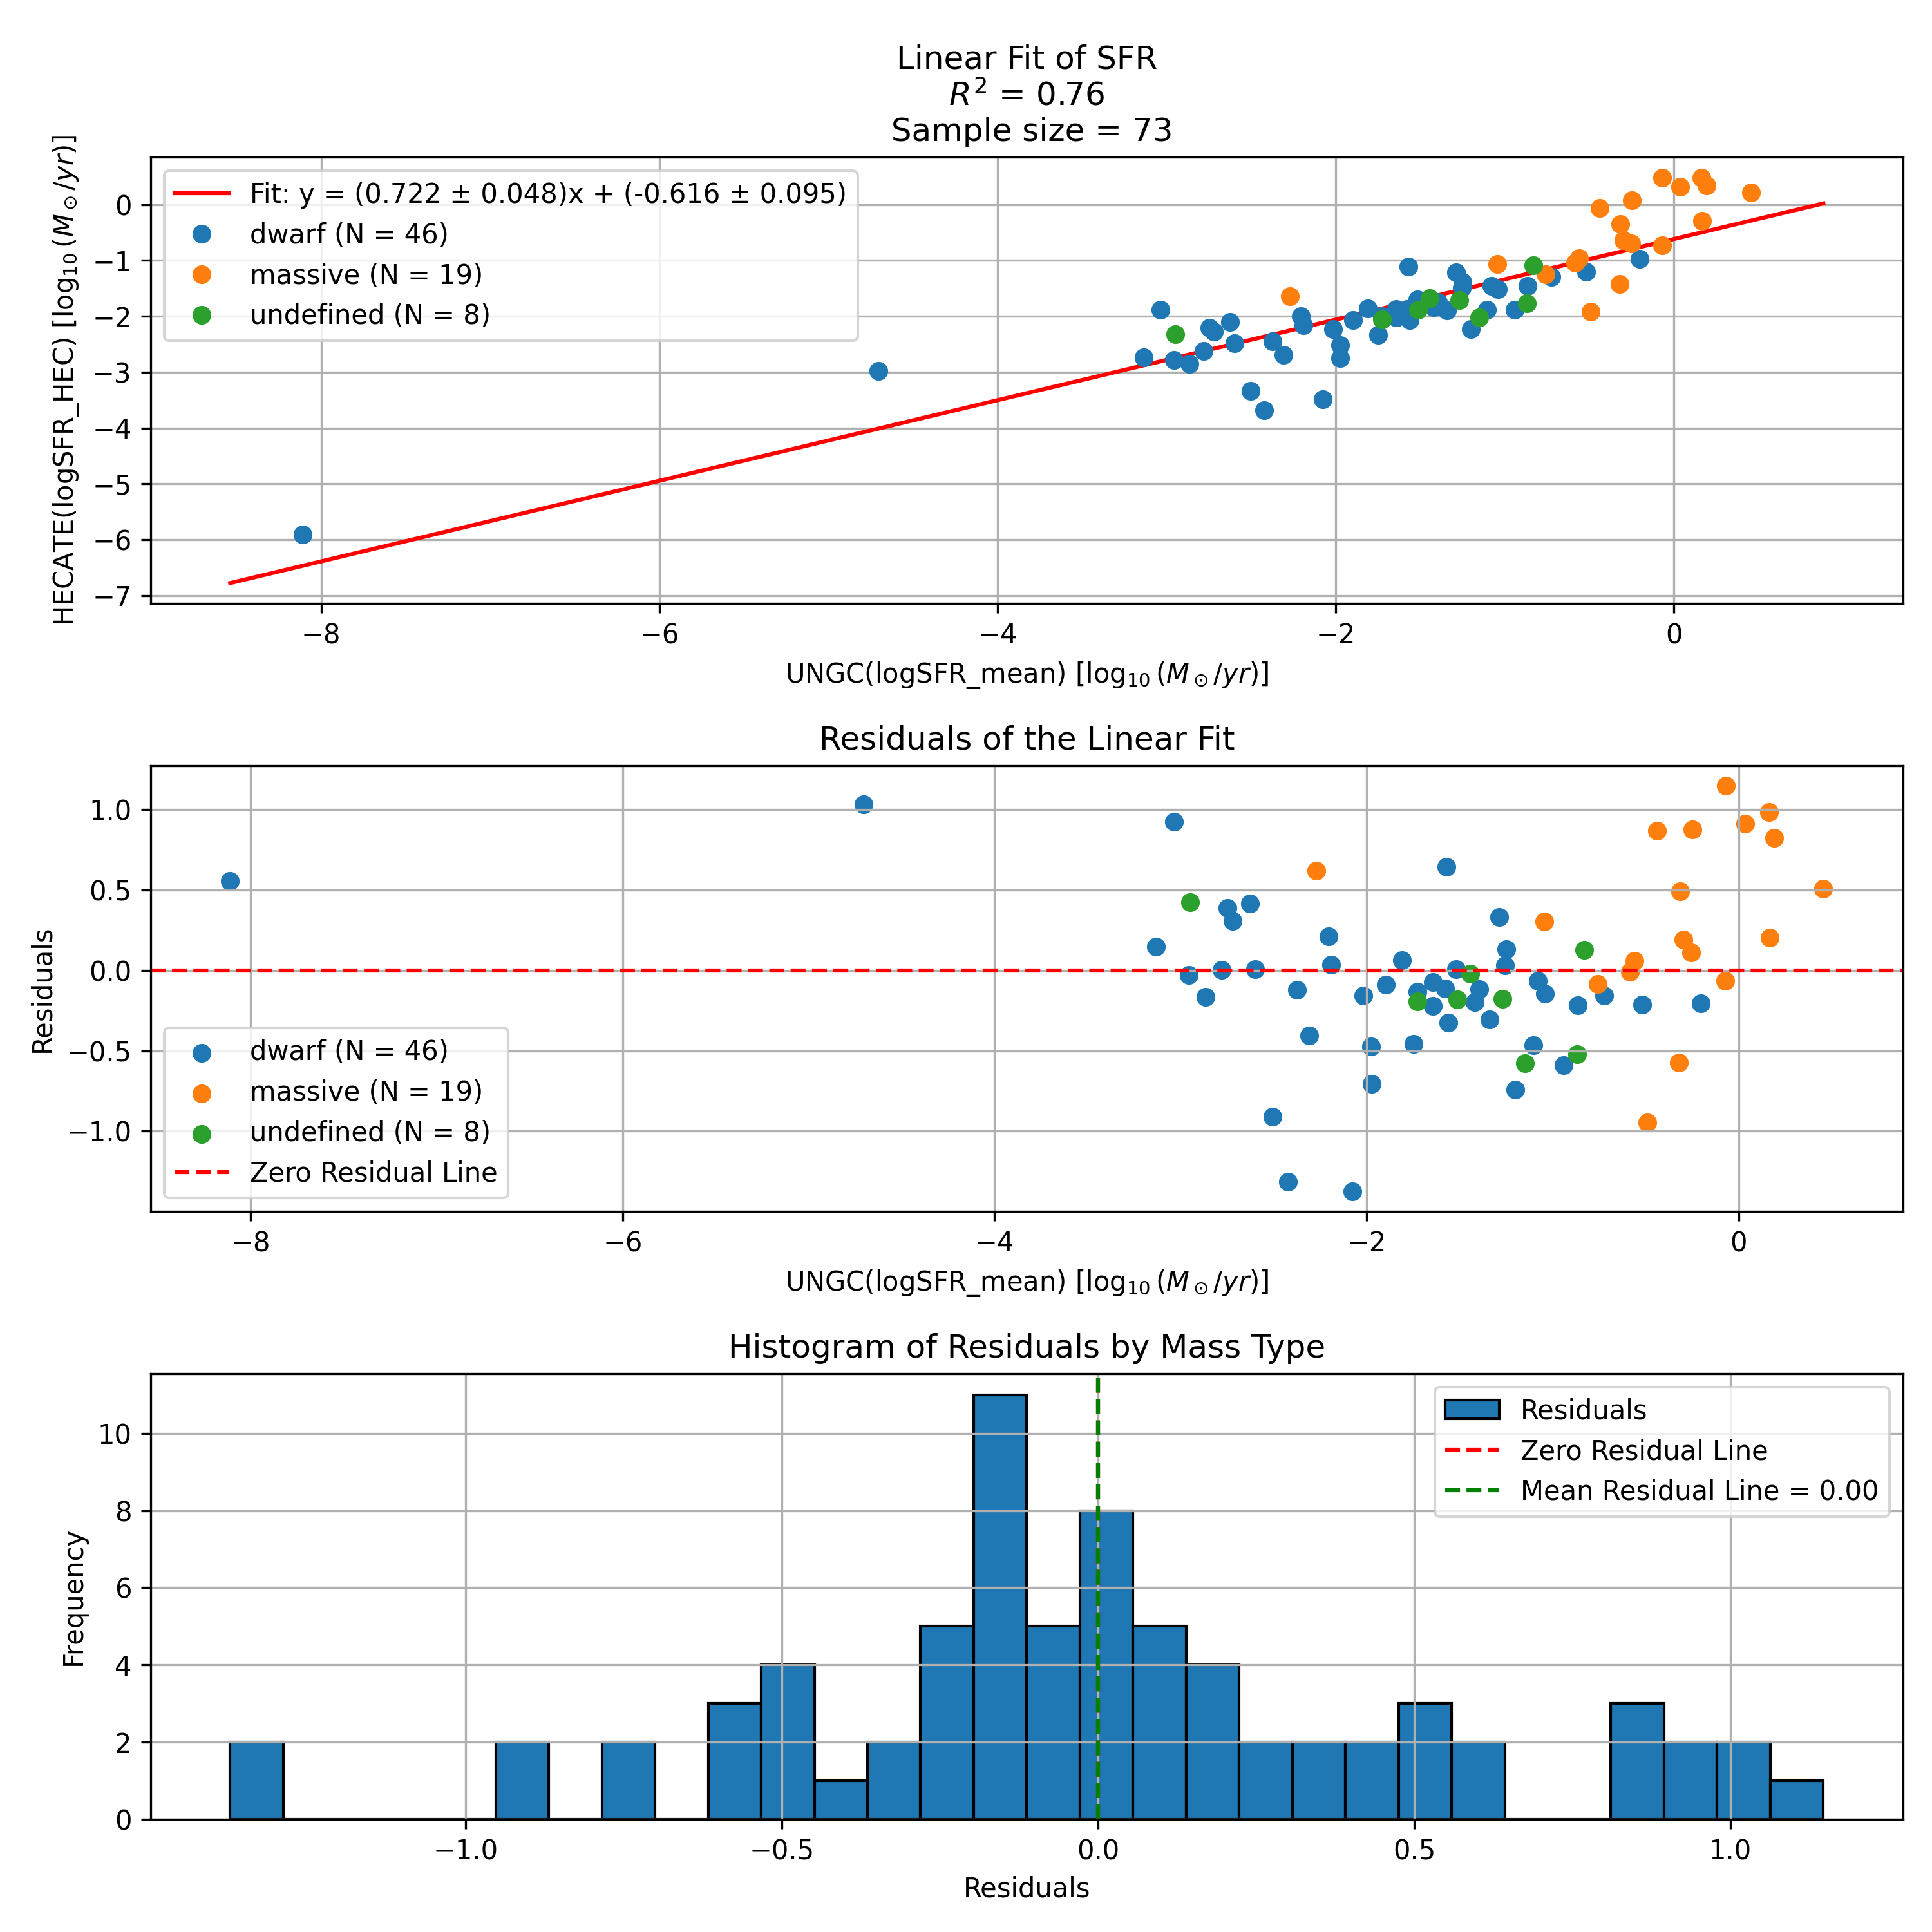 Linear Fit of SFR
R² = 0.76
Sample size = 73
HECATE(logSFR_HEC) [log₁₀(M⊙/yr)]
0
−1
−2
−3
−4
−5
−6
−7
Fit: y = (0.722 ± 0.048)x + (-0.616 ± 0.095)
dwarf (N = 46)
massive (N = 19)
undefined (N = 8)
−8 −6 −4 −2 0
UNGC(logSFR_mean) [log₁₀(M⊙/yr)]
Residuals of the Linear Fit
Residuals
1.0
0.5
0.0
−0.5
−1.0
dwarf (N = 46)
massive (N = 19)
undefined (N = 8)
Zero Residual Line
−8 −6 −4 −2 0
UNGC(logSFR_mean) [log₁₀(M⊙/yr)]
Histogram of Residuals by Mass Type
Frequency
10
8
6
4
2
0
Residuals
Zero Residual Line
Mean Residual Line = 0.00
−1.0 −0.5 0.0 0.5 1.0
Residuals